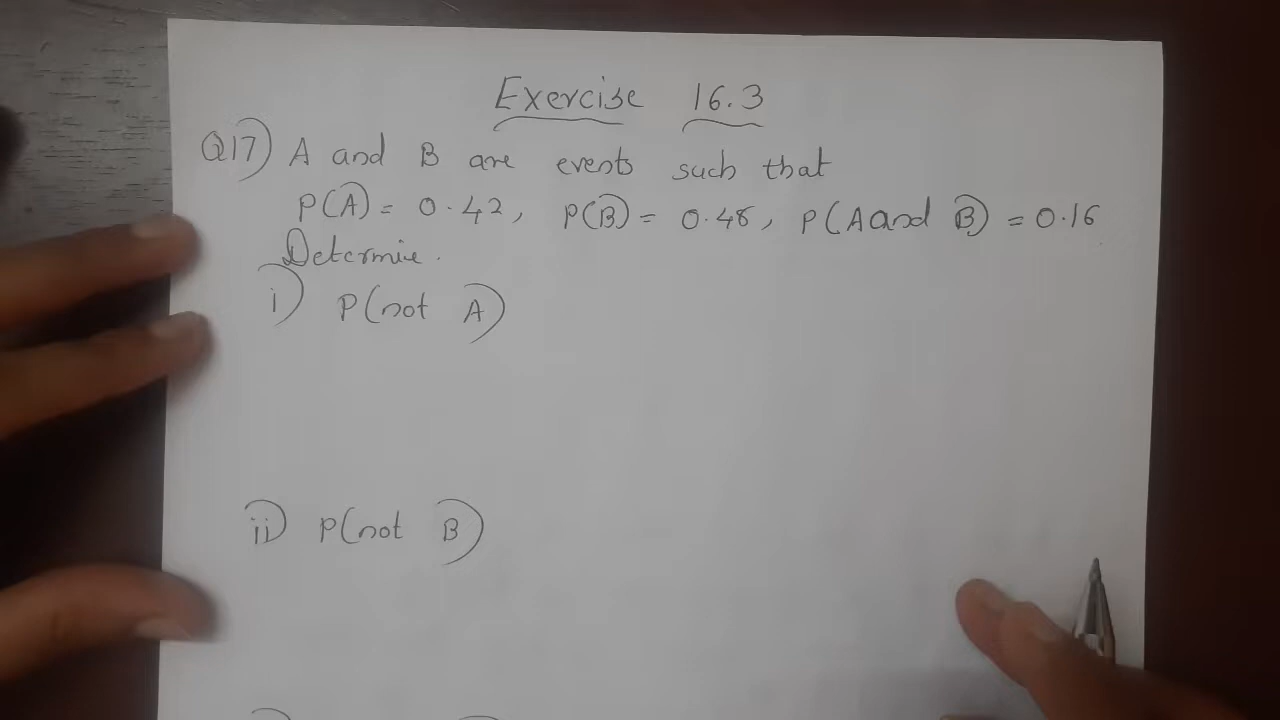 Exercise 16.3
Q17) A and B are events such that
P(A) = 0.42, P(B) = 0.48, P(A and B) = 0.16
Determine.
i) P(not A)
ii) P(not B)